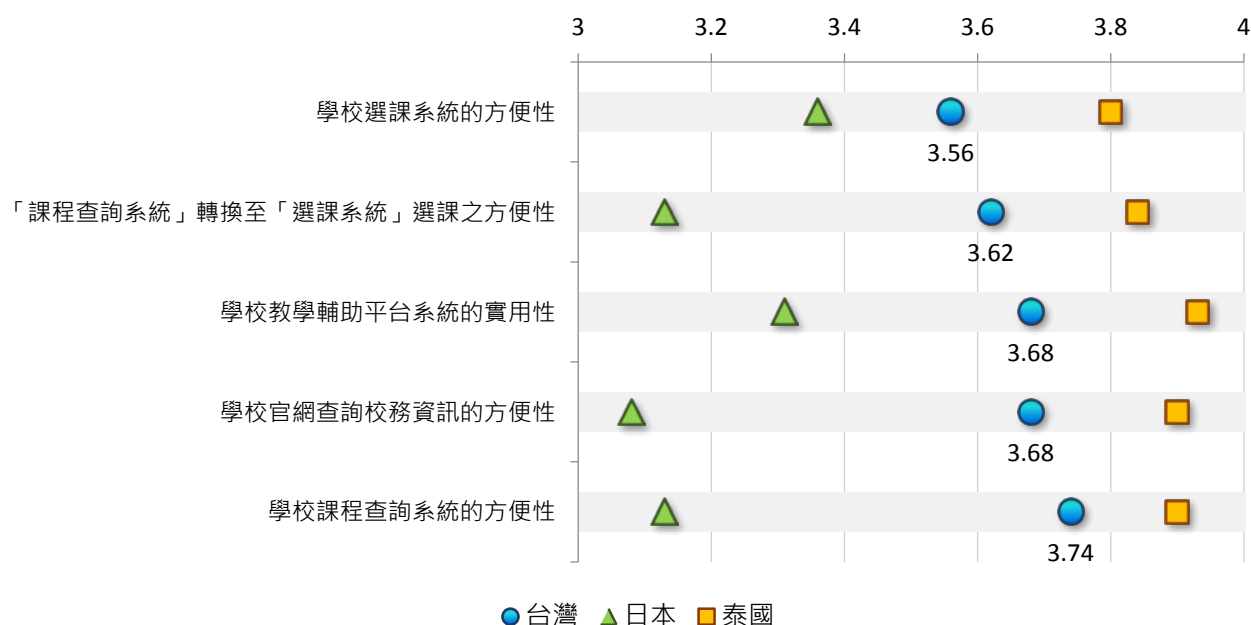 3 3.2 3.4 3.6 3.8 4
學校選課系統的方便性
3.56
「課程查詢系統」轉換至「選課系統」選課之方便性
3.62
學校教學輔助平台系統的實用性
3.68
學校官網查詢校務資訊的方便性
3.68
學校課程查詢系統的方便性
3.74
台灣 日本 泰國